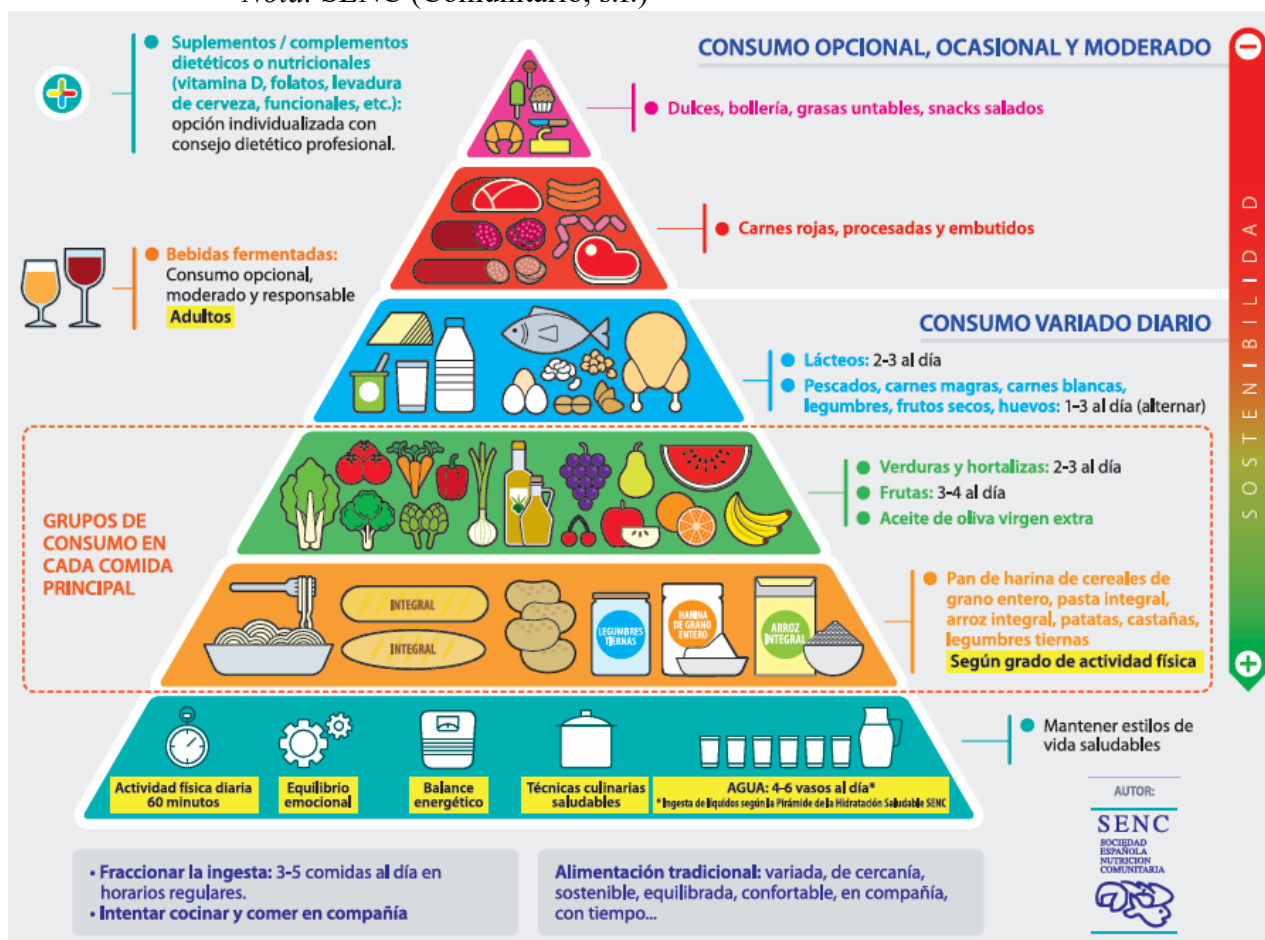 Nota: SENC (Comunitario, s.f.)
Suplementos / complementos
dietéticos o nutricionales
(vitamina D, folatos, levadura
de cerveza, funcionales, etc.):
opción individualizada con
consejo dietético profesional.
CONSUMO OPCIONAL, OCASIONAL Y MODERADO
Dulces, bollería, grasas untables, snacks salados
Carnes rojas, procesadas y embutidos
Bebidas fermentadas:
Consumo opcional,
moderado y responsable
Adultos
CONSUMO VARIADO DIARIO
Lácteos: 2-3 al día
Pescados, carnes magras, carnes blancas,
legumbres, frutos secos, huevos: 1-3 al día (alternar)
SOSTENIBILIDAD
GRUPOS DE
CONSUMO EN
CADA COMIDA
PRINCIPAL
Verduras y hortalizas: 2-3 al día
Frutas: 3-4 al día
Aceite de oliva virgen extra
INTEGRAL
INTEGRAL
LEGUMBRES
TIERNAS
HARINA
DE GRANO
ENTERO
ARROZ
INTEGRAL
Pan de harina de cereales de
grano entero, pasta integral,
arroz integral, patatas, castañas,
legumbres tiernas
Según grado de actividad física
Actividad física diaria
60 minutos
Equilibrio
emocional
Balance
energético
Técnicas culinarias
saludables
AGUA: 4-6 vasos al día*
*Ingesta de líquidos según la Pirámide de la Hidratación Saludable SENC
Mantener estilos de
vida saludables
AUTOR:
SENC
SOCIEDAD
ESPAÑOLA
NUTRICION
COMUNITARIA
• Fraccionar la ingesta: 3-5 comidas al día en
horarios regulares.
• Intentar cocinar y comer en compañía
Alimentación tradicional: variada, de cercanía,
sostenible, equilibrada, confortable, en compañía,
con tiempo...